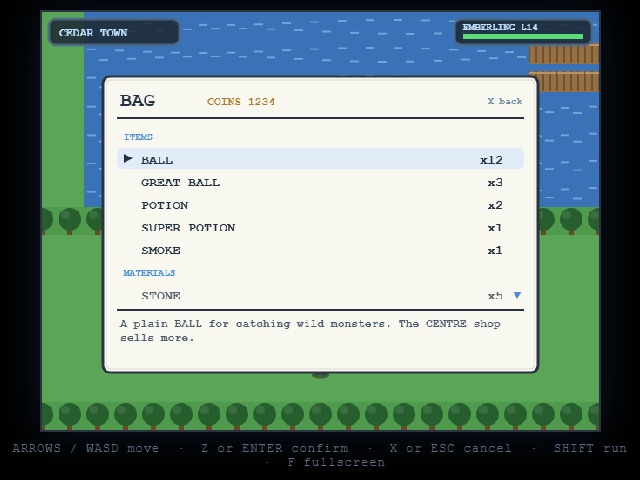 CEDAR TOWN
EMBERLING L14
BAG COINS 1234 X back
ITEMS
▶ BALL x12
GREAT BALL x3
POTION x2
SUPER POTION x1
SMOKE x1
MATERIALS
STONE x5 ▼
A plain BALL for catching wild monsters. The CENTRE shop
sells more.
ARROWS / WASD move · Z or ENTER confirm · X or ESC cancel · SHIFT run
· F fullscreen